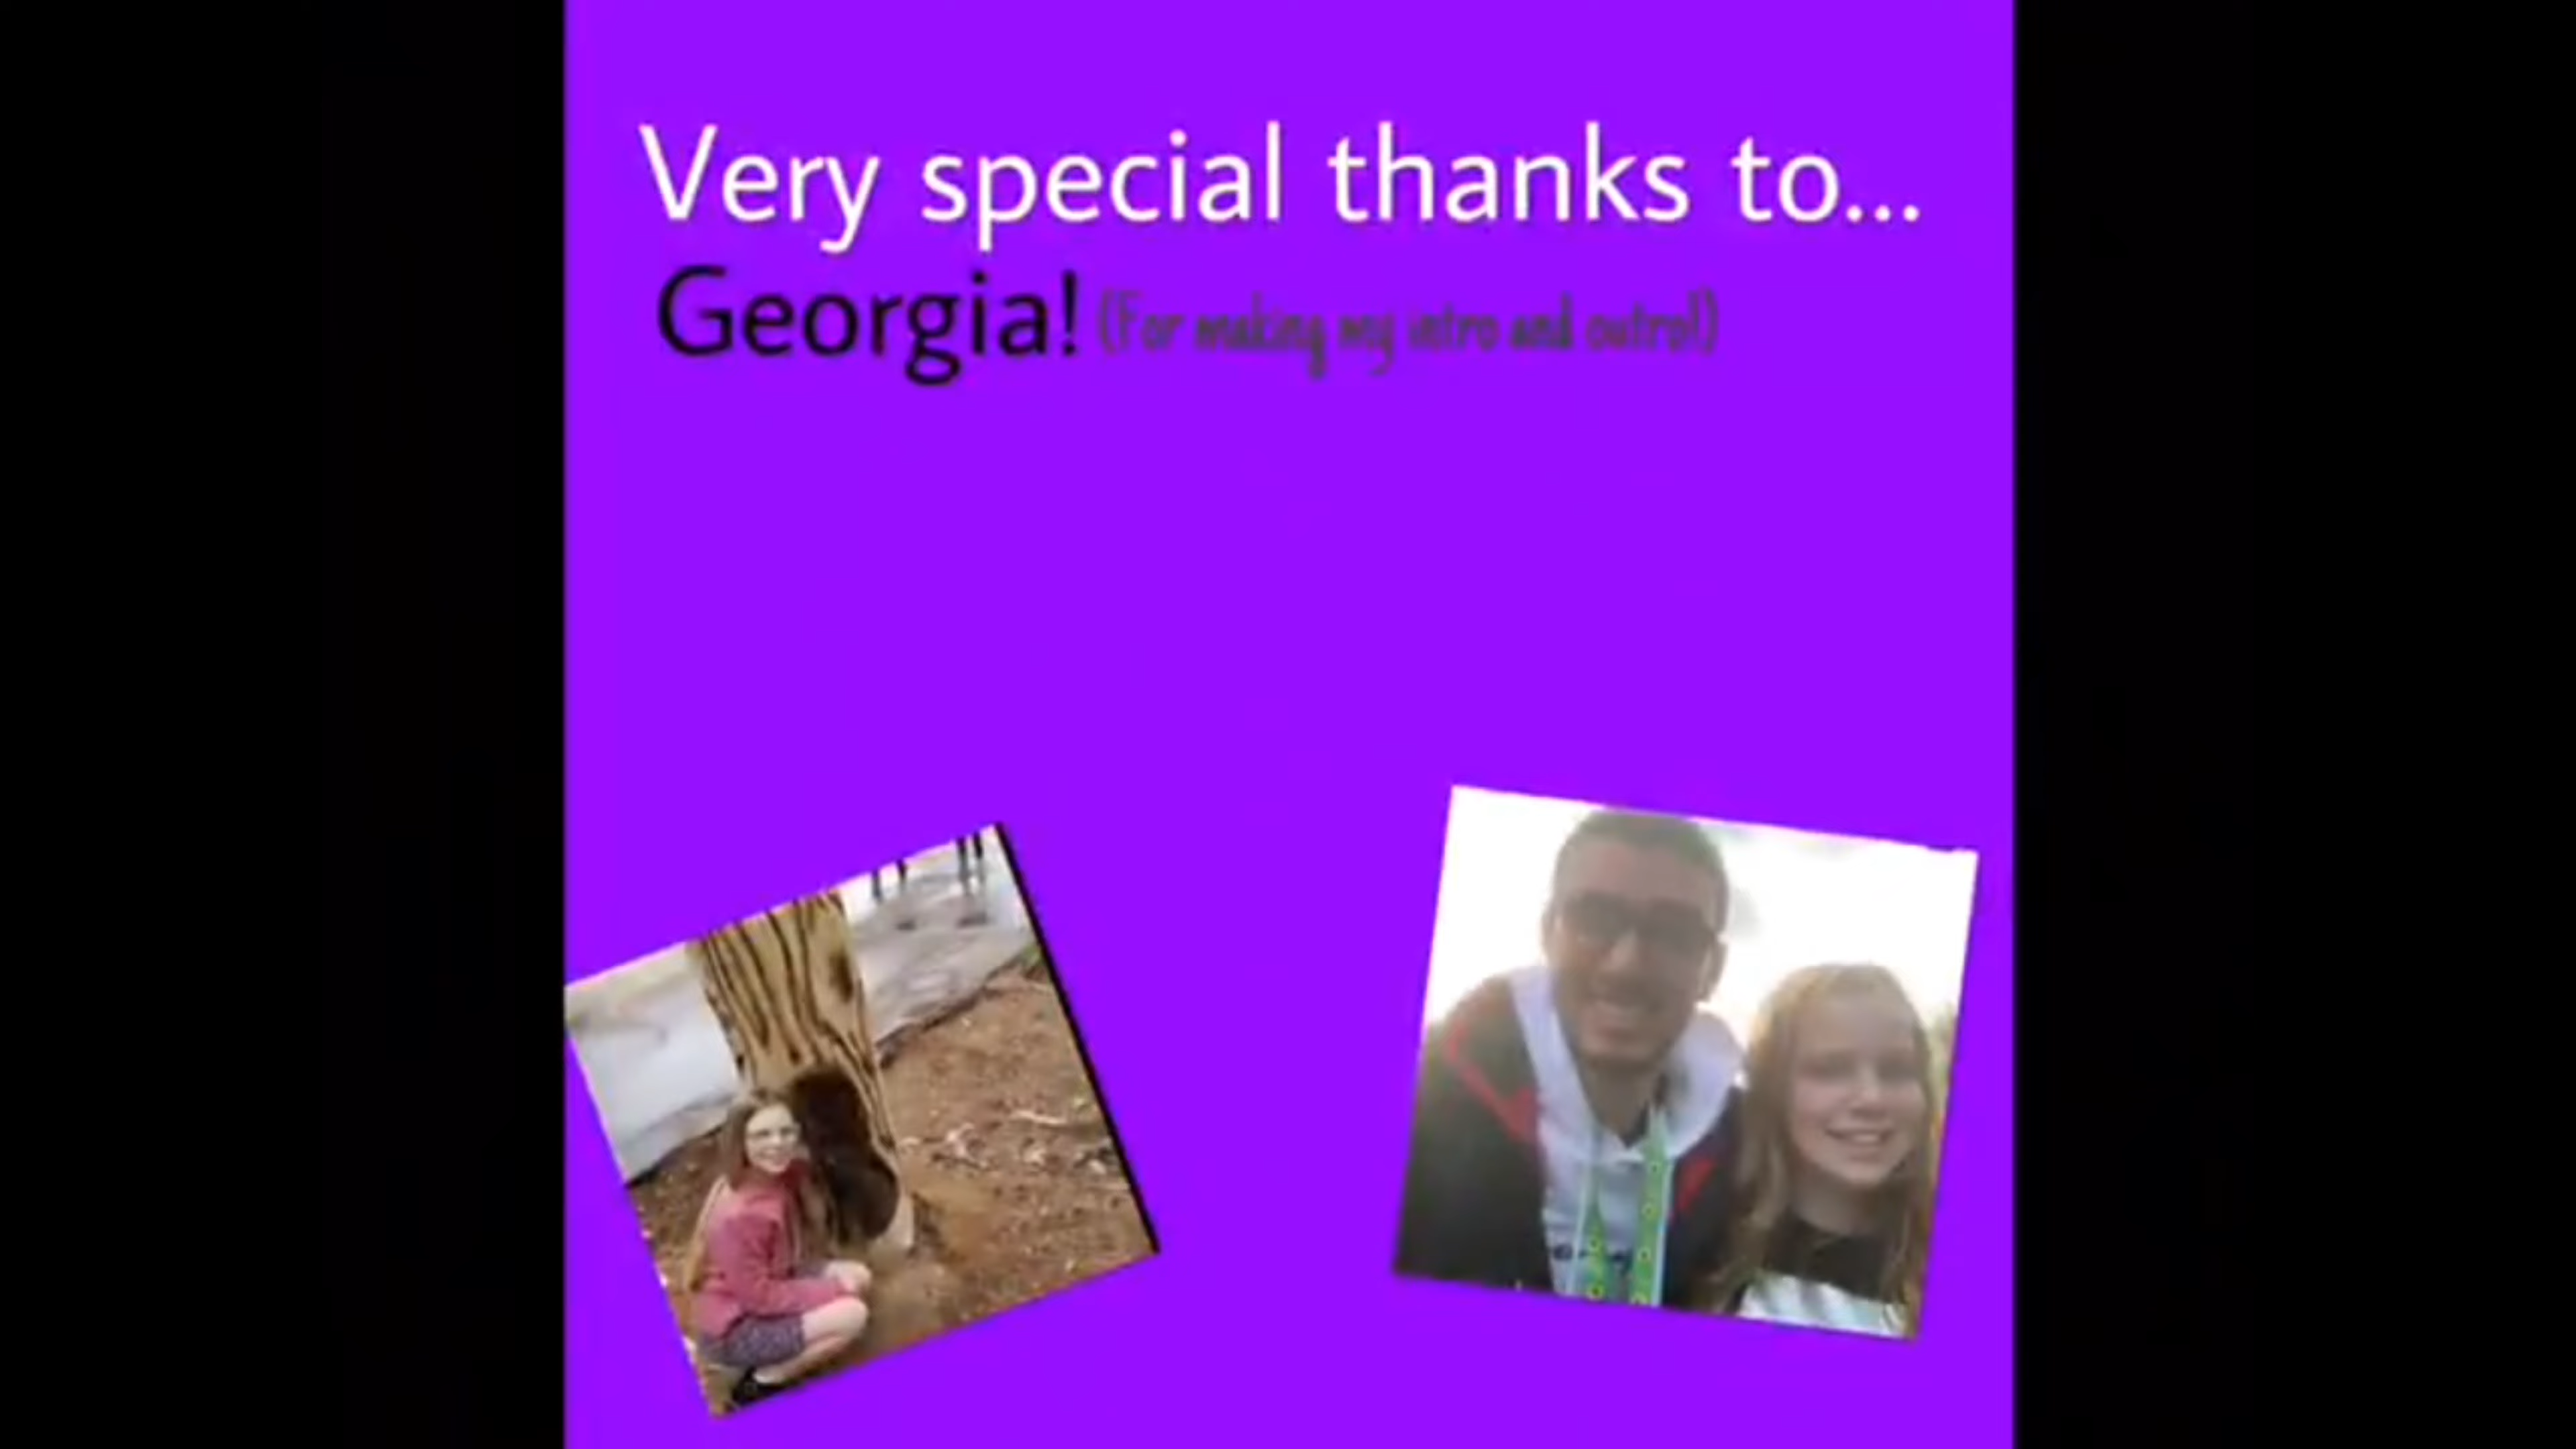 Very special thanks to...
Georgia! (For making my intro and outro!)